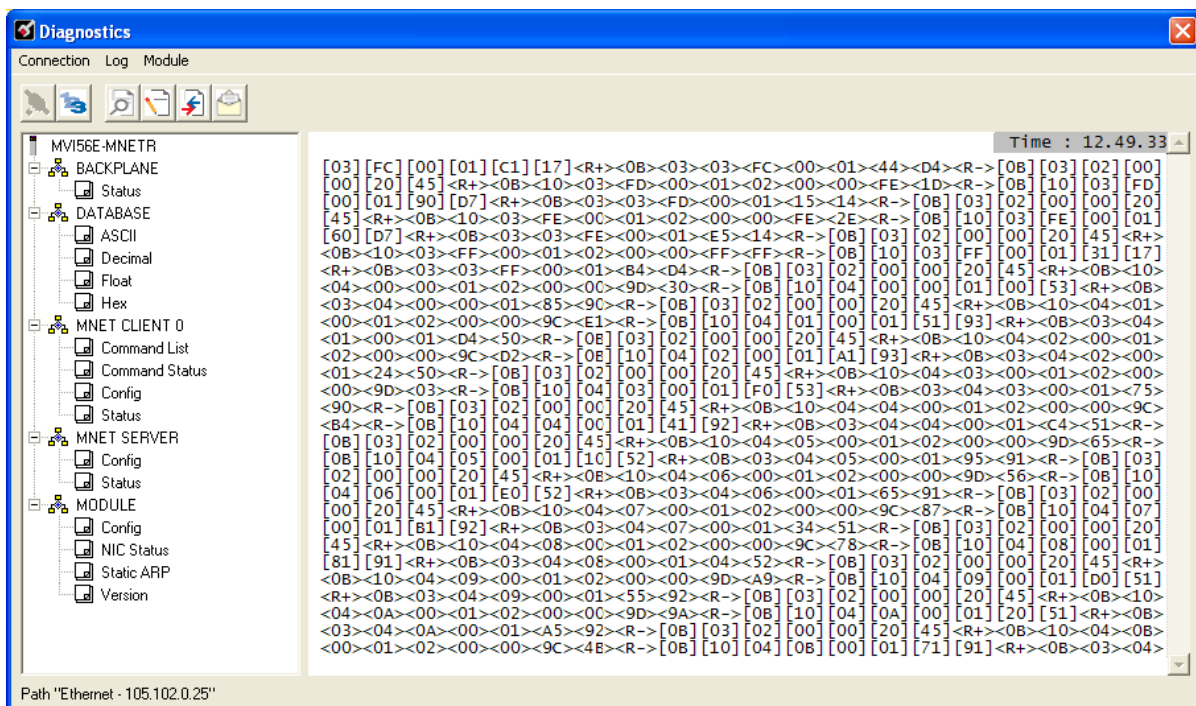 Diagnostics
Connection Log Module
MVI56E-MNETR
BACKPLANE
Status
DATABASE
ASCII
Decimal
Float
Hex
MNET CLIENT 0
Command List
Command Status
Config
Status
MNET SERVER
Config
Status
MODULE
Config
NIC Status
Static ARP
Version
Time : 12.49.33
[03][FC][00][01][C1][17]<R+><0B><03><03><FC><00><01><44><D4><R->[0B][03][02][00]
[00][20][45]<R+><0B><10><03><FD><00><01><02><00><00><FE><1D><R->[0B][10][03][FD]
[00][01][90][D7]<R+><0B><03><03><FD><00><01><15><14><R->[0B][03][02][00][00][20]
[45]<R+><0B><10><03><FE><00><01><02><00><00><FE><2E><R->[0B][10][03][FE][00][01]
[60][D7]<R+><0B><03><03><FE><00><01><E5><14><R->[0B][03][02][00][00][20][45]<R+>
<0B><10><03><FF><00><01><02><00><00><FF><FF><R->[0B][10][03][FF][00][01][31][17]
<R+><0B><03><03><FF><00><01><B4><D4><R->[0B][03][02][00][00][20][45]<R+><0B><10>
<04><00><00><01><02><00><00><9D><30><R->[0B][10][04][00][00][01][00][53]<R+><0B>
<03><04><00><00><01><85><90><R->[0B][03][02][00][00][20][45]<R+><0B><10><04><01>
<00><01><02><00><00><9C><E1><R->[0B][10][04][01][00][01][51][93]<R+><0B><03><04>
<01><00><01><D4><50><R->[0B][03][02][00][00][20][45]<R+><0B><10><04><02><00><01>
<02><00><00><9C><D2><R->[0B][10][04][02][00][01][A1][93]<R+><0B><03><04><02><00>
<01><24><50><R->[0B][03][02][00][00][20][45]<R+><0B><10><04><03><00><01><02><00>
<00><9D><03><R->[0B][10][04][03][00][01][F0][53]<R+><0B><03><04><03><00><01><75>
<90><R->[0B][03][02][00][00][20][45]<R+><0B><10><04><04><00><01><02><00><00><9C>
<B4><R->[0B][10][04][04][00][01][41][92]<R+><0B><03><04><04><00><01><C4><51><R->
[0B][03][02][00][00][20][45]<R+><0B><10><04><05><00><01><02><00><00><9D><65><R->
[0B][10][04][05][00][01][10][52]<R+><0B><03><04><05><00><01><95><91><R->[0B][03]
[02][00][00][20][45]<R+><0B><10><04><06><00><01><02><00><00><9D><56><R->[0B][10]
[04][06][00][01][E0][52]<R+><0B><03><04><06><00><01><65><91><R->[0B][03][02][00]
[00][20][45]<R+><0B><10><04><07><00><01><02><00><00><9C><87><R->[0B][10][04][07]
[00][01][B1][92]<R+><0B><03><04><07><00><01><34><51><R->[0B][03][02][00][00][20]
[45]<R+><0B><10><04><08><00><01><02><00><00><9C><78><R->[0B][10][04][08][00][01]
[81][91]<R+><0B><03><04><08><00><01><04><52><R->[0B][03][02][00][00][20][45]<R+>
<0B><10><04><09><00><01><02><00><00><9D><A9><R->[0B][10][04][09][00][01][D0][51]
<R+><0B><03><04><09><00><01><55><92><R->[0B][03][02][00][00][20][45]<R+><0B><10>
<04><0A><00><01><02><00><00><9D><9A><R->[0B][10][04][0A][00][01][20][51]<R+><0B>
<03><04><0A><00><01><A5><92><R->[0B][03][02][00][00][20][45]<R+><0B><10><04><0B>
<00><01><02><00><00><9C><4B><R->[0B][10][04][0B][00][01][71][91]<R+><0B><03><04>
Path "Ethernet - 105.102.0.25"